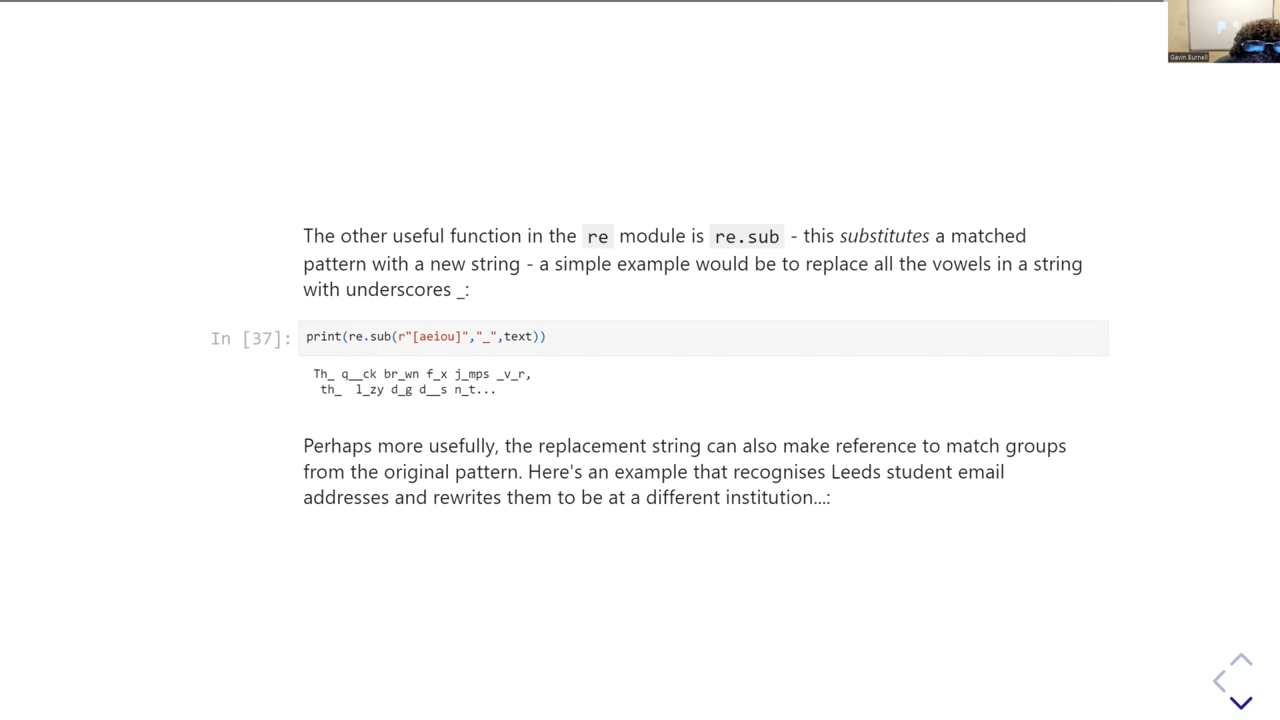 Gavin Burnell
The other useful function in the re module is re.sub - this substitutes a matched
pattern with a new string - a simple example would be to replace all the vowels in a string
with underscores _:
In [37]: print(re.sub(r"[aeiou]","_",text))
Th_ q__ck br_wn f_x j_mps _v_r,
th_  l_zy d_g d__s n_t...
Perhaps more usefully, the replacement string can also make reference to match groups
from the original pattern. Here's an example that recognises Leeds student email
addresses and rewrites them to be at a different institution...: